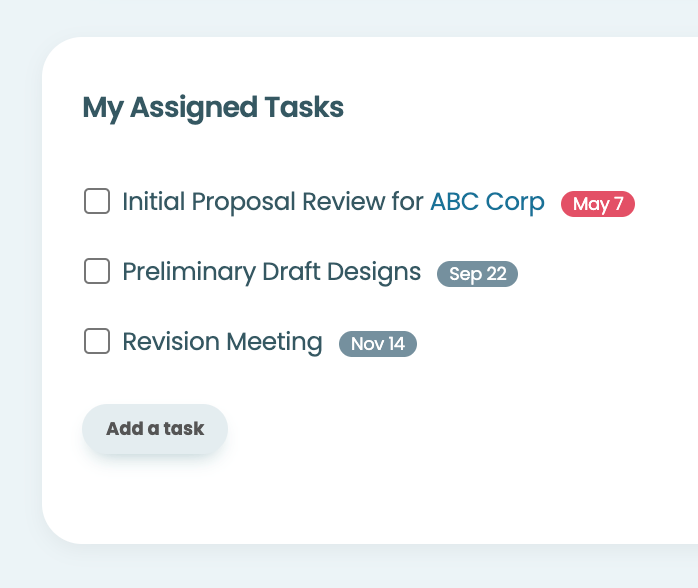 My Assigned Tasks
Initial Proposal Review for ABC Corp May 7
Preliminary Draft Designs Sep 22
Revision Meeting Nov 14
Add a task